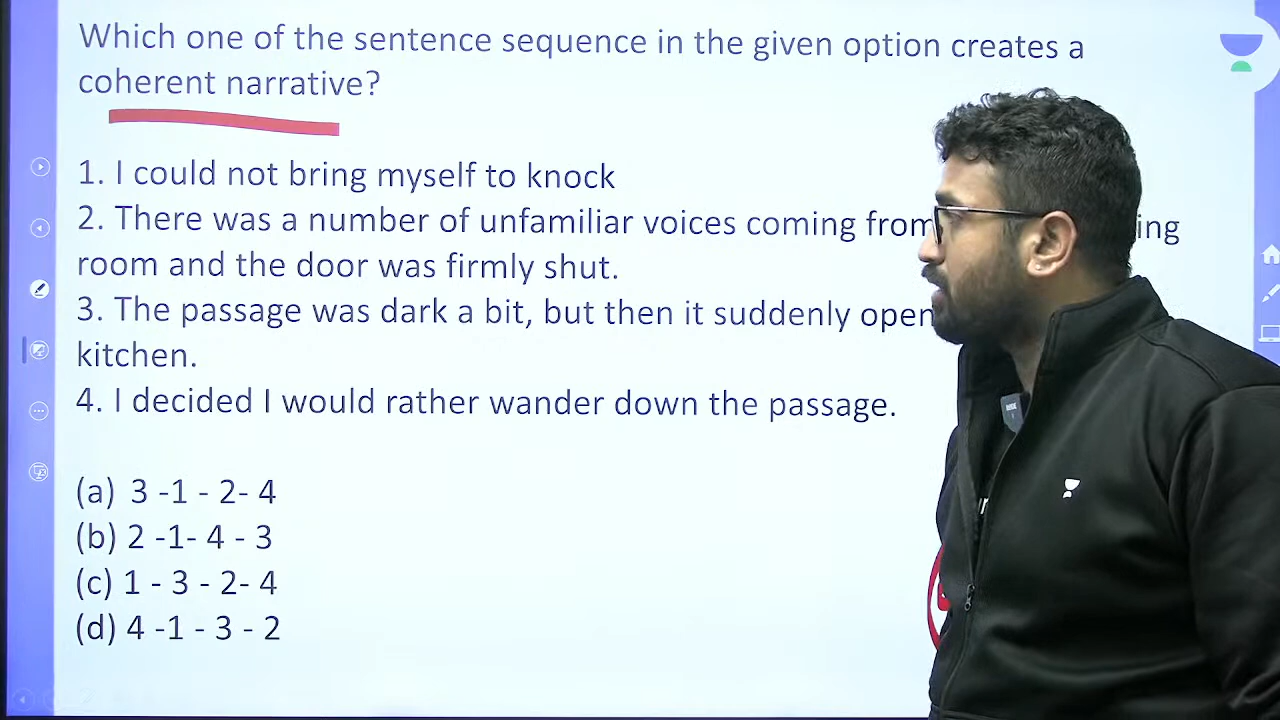 Which one of the sentence sequence in the given option creates a
coherent narrative?
1. I could not bring myself to knock
2. There was a number of unfamiliar voices coming from
room and the door was firmly shut.
3. The passage was dark a bit, but then it suddenly
kitchen.
4. I decided I would rather wander down the passage.
(a) 3 -1 - 2- 4
(b) 2 -1- 4 - 3
(c) 1 - 3 - 2- 4
(d) 4 -1 - 3 - 2